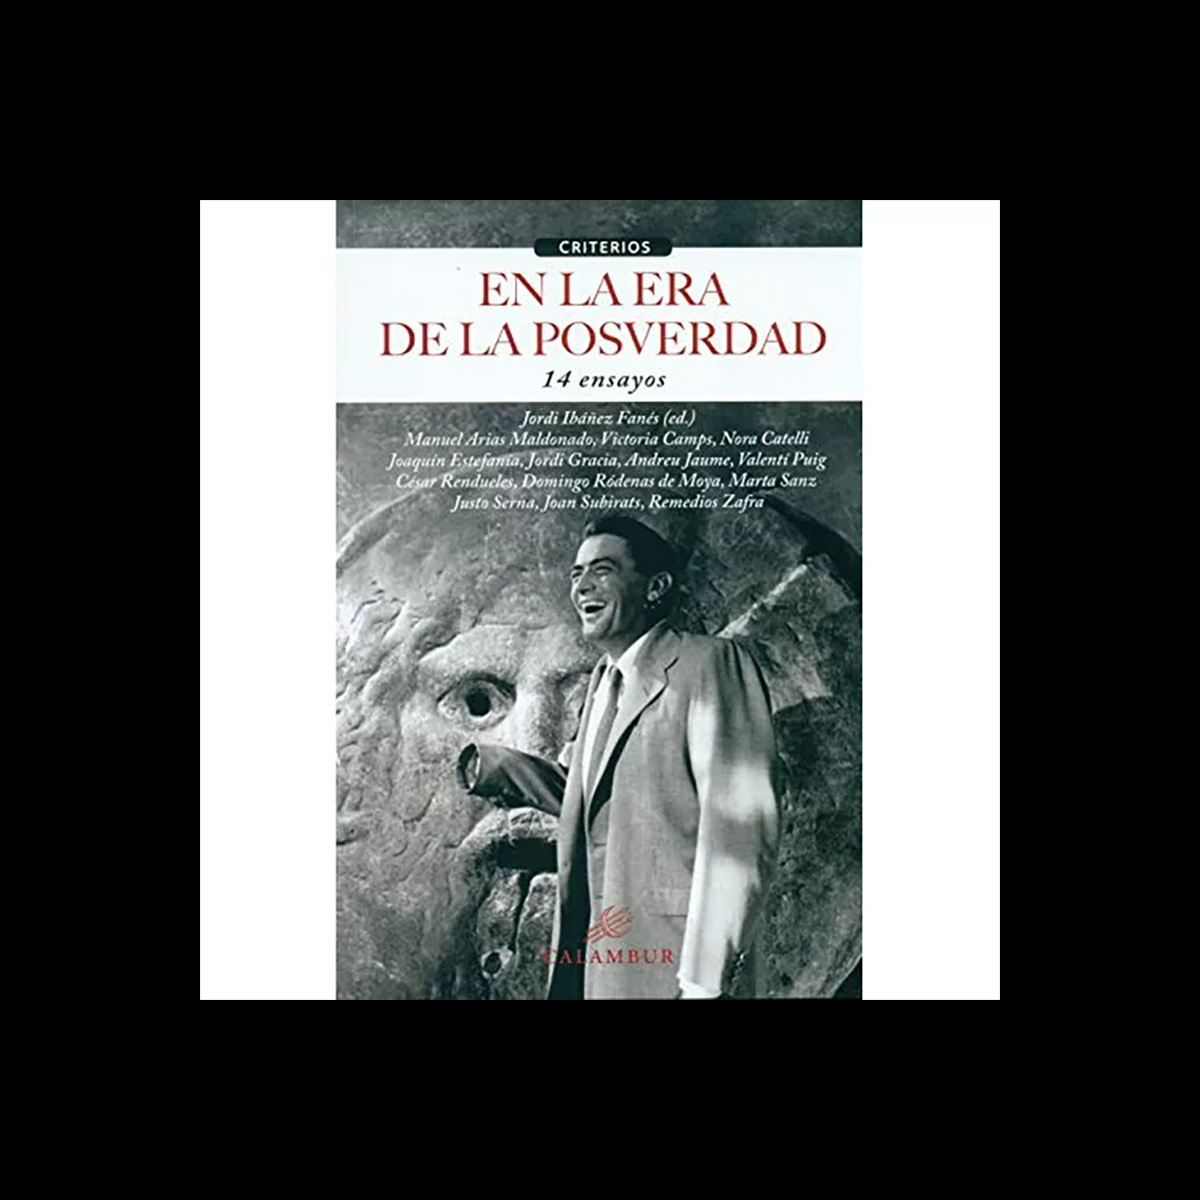 CRITERIOS
EN LA ERA
DE LA POSVERDAD
14 ensayos
Jordi Ibáñez Fanés (ed.)
Manuel Arias Maldonado, Victoria Camps, Nora Catelli
Joaquín Estefanía, Jordi Gracia, Andreu Jaume, Valentí Puig
César Rendueles, Domingo Ródenas de Moya, Marta Sanz
Justo Serna, Joan Subirats, Remedios Zafra
CALAMBUR